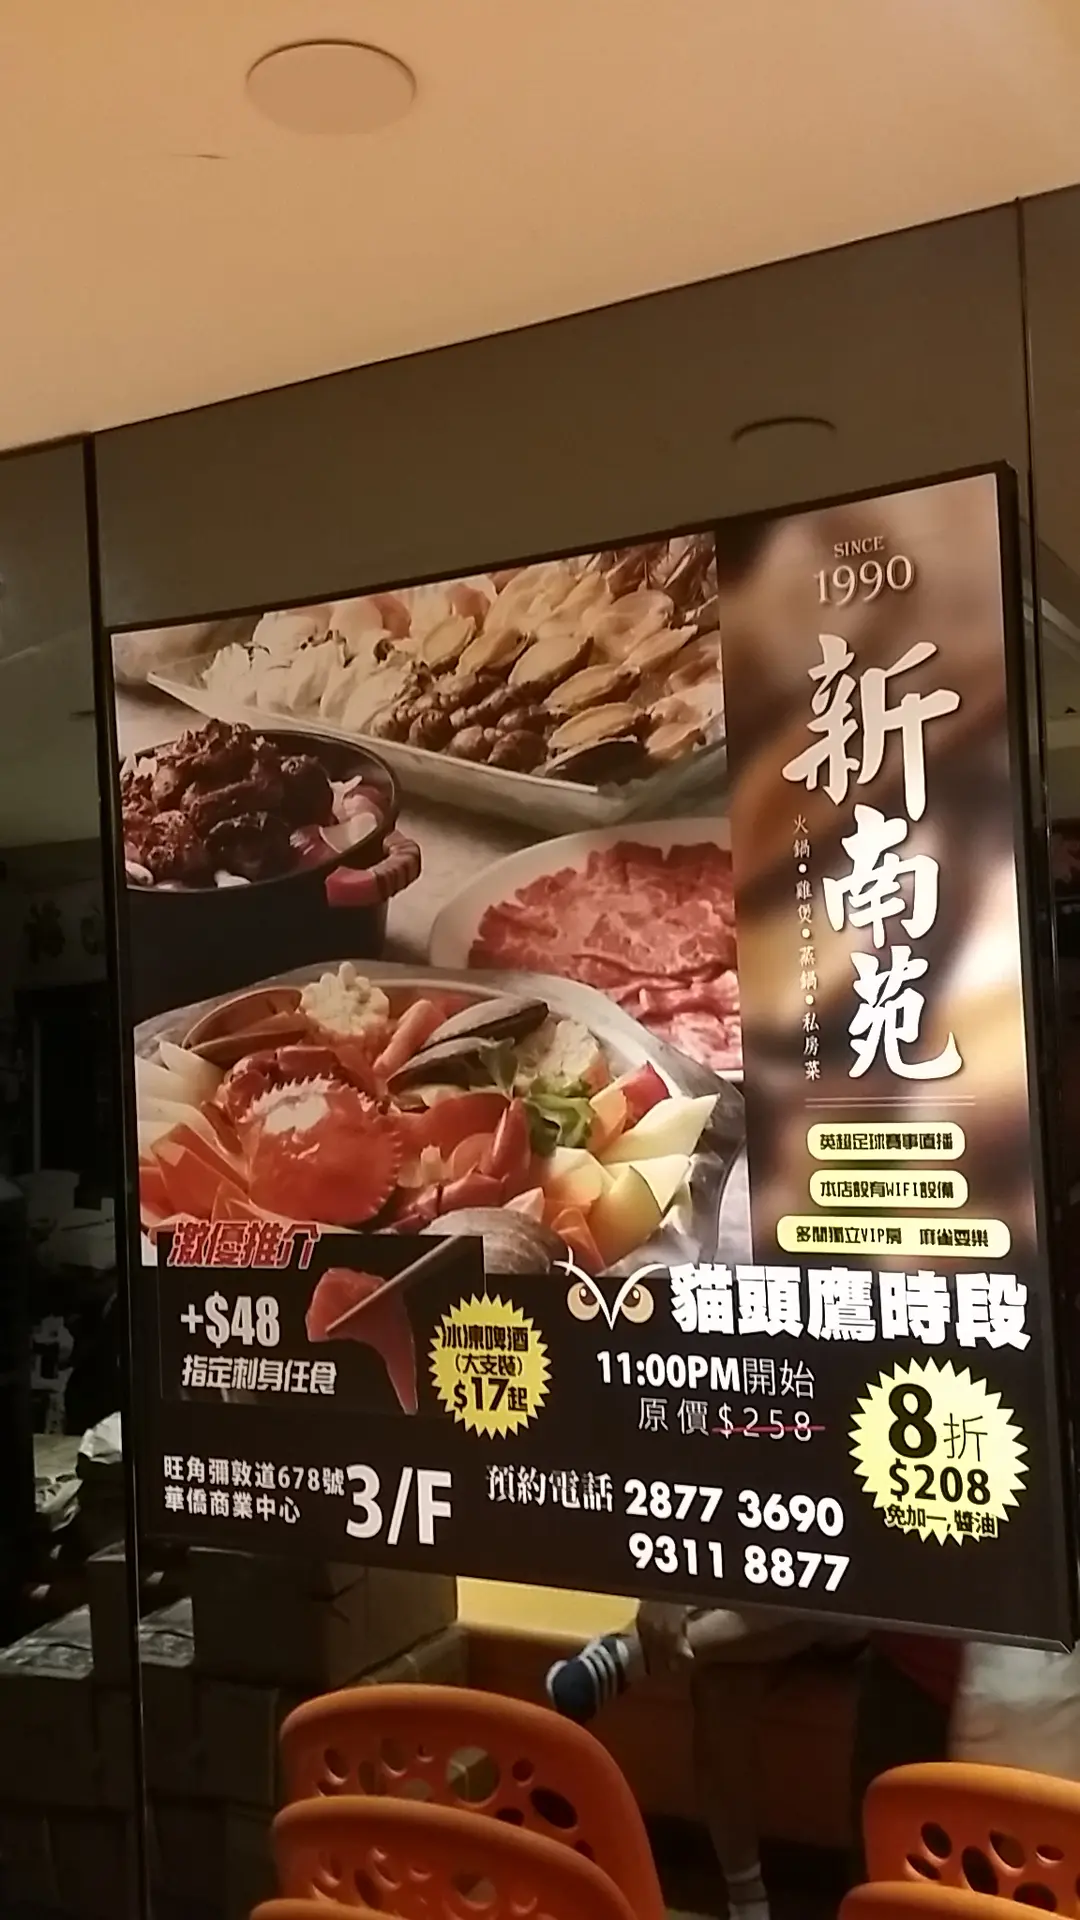 SINCE
1990
新南苑
火鍋•雞煲•蒸鍋•私房菜
英超足球賽事直播
本店設有WIFI設備
多間獨立VIP房 麻雀耍樂
激優推介
+$48
指定刺身任食
冰凍啤酒
(大支裝)
$17起
貓頭鷹時段
11:00PM開始
原價$258
8折
$208
免加一,醬油
旺角彌敦道678號
華僑商業中心
3/F
預約電話 2877 3690
9311 8877